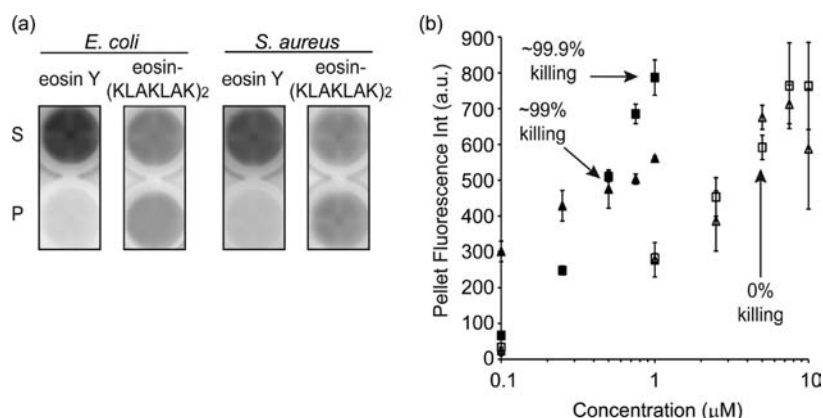 (a)
E. coli
S. aureus
eosin Y
eosin-
(KLAKLAK)2
eosin Y
eosin-
(KLAKLAK)2
S
P
(b)
Pellet Fluorescence Int (a.u.)
900
800
700
600
500
400
300
200
100
0
~99.9%
killing
~99%
killing
0%
killing
0.1
1
10
Concentration (μM)